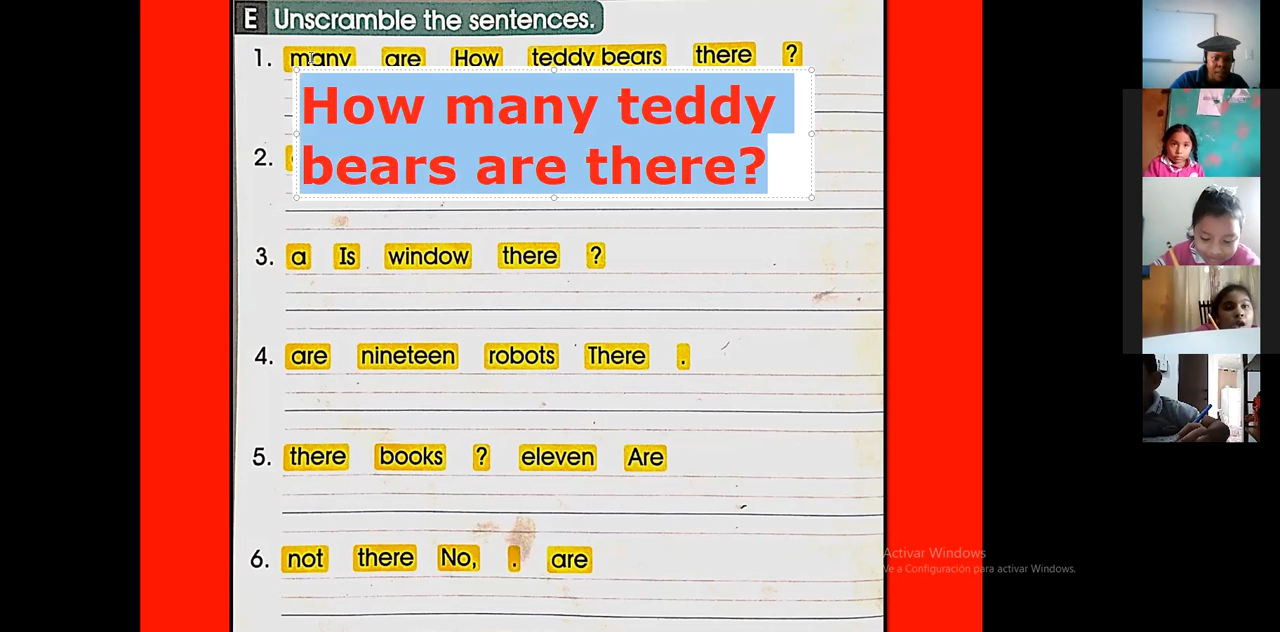 E Unscramble the sentences.
1. many are How teddy bears there ?
How many teddy
bears are there?
2.
3. a Is window there ?
4. are nineteen robots There .
5. there books ? eleven Are
Activar Windows
Ve a Configuración para activar Windows.
6. not there No, . are